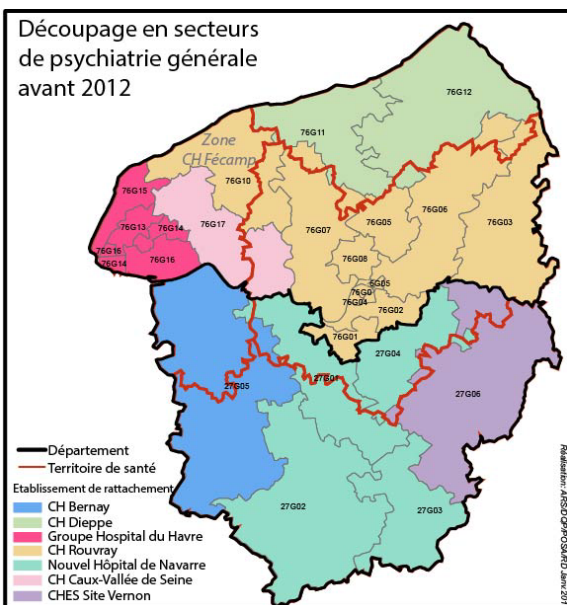 Découpage en secteurs
de psychiatrie générale
avant 2012
76G12
76G11
Zone
CH Fécamp
76G10
76G15
76G13
76G14
76G17
76G16
76G14
76G16
76G07
76G05
76G06
76G03
76G08
76G04
76G02
76G01
27G04
27G01
27G05
27G06
27G02
27G03
Département
Territoire de santé
Etablissement de rattachement
CH Bernay
CH Dieppe
Groupe Hospital du Havre
CH Rouvray
Nouvel Hôpital de Navarre
CH Caux-Vallée de Seine
CHES Site Vernon